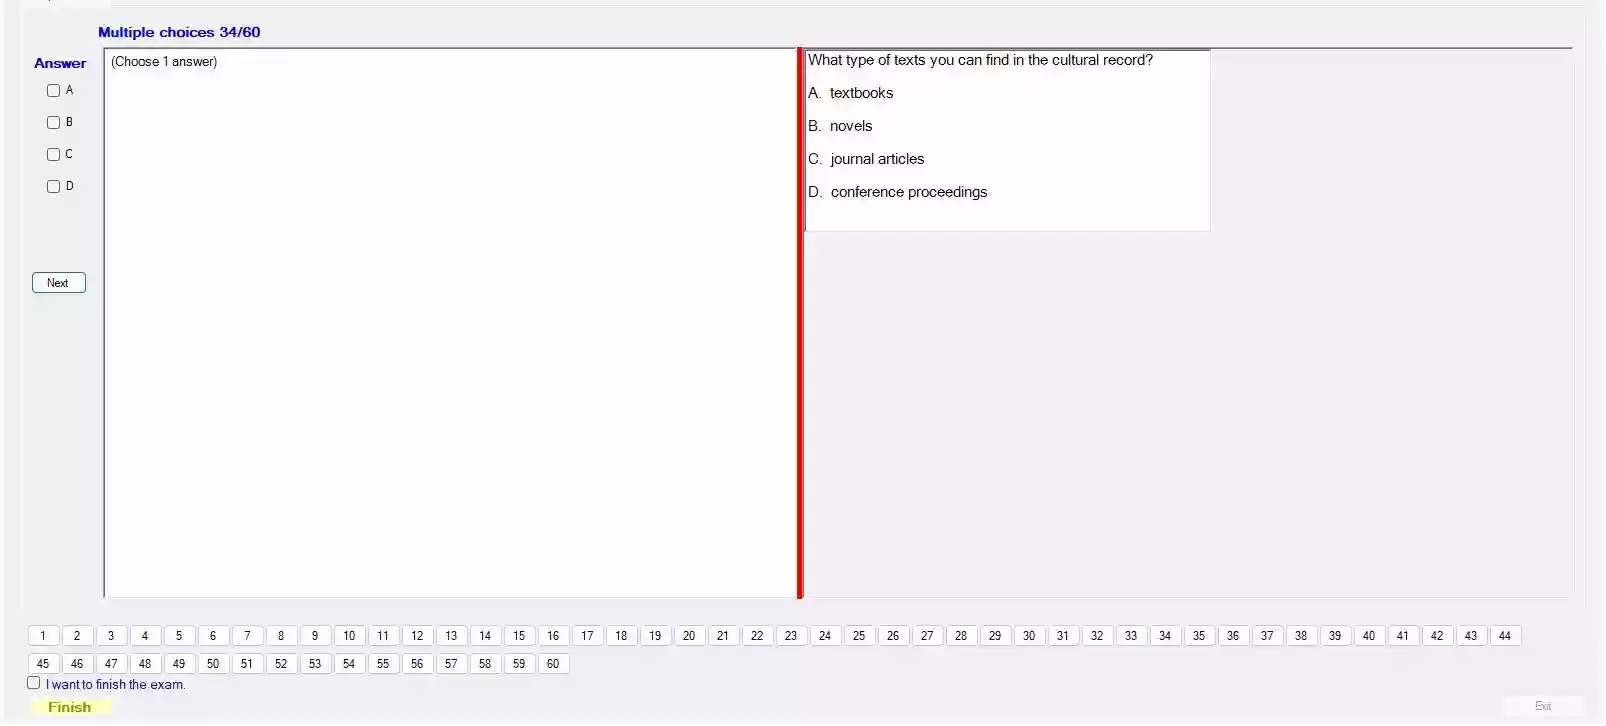 Multiple choices 34/60
Answer
(Choose 1 answer)
A
B
C
D
Next
What type of texts you can find in the cultural record?
A. textbooks
B. novels
C. journal articles
D. conference proceedings
1 2 3 4 5 6 7 8 9 10 11 12 13 14 15 16 17 18 19 20 21 22 23 24 25 26 27 28 29 30 31 32 33 34 35 36 37 38 39 40 41 42 43 44
45 46 47 48 49 50 51 52 53 54 55 56 57 58 59 60
I want to finish the exam.
Finish
Exit